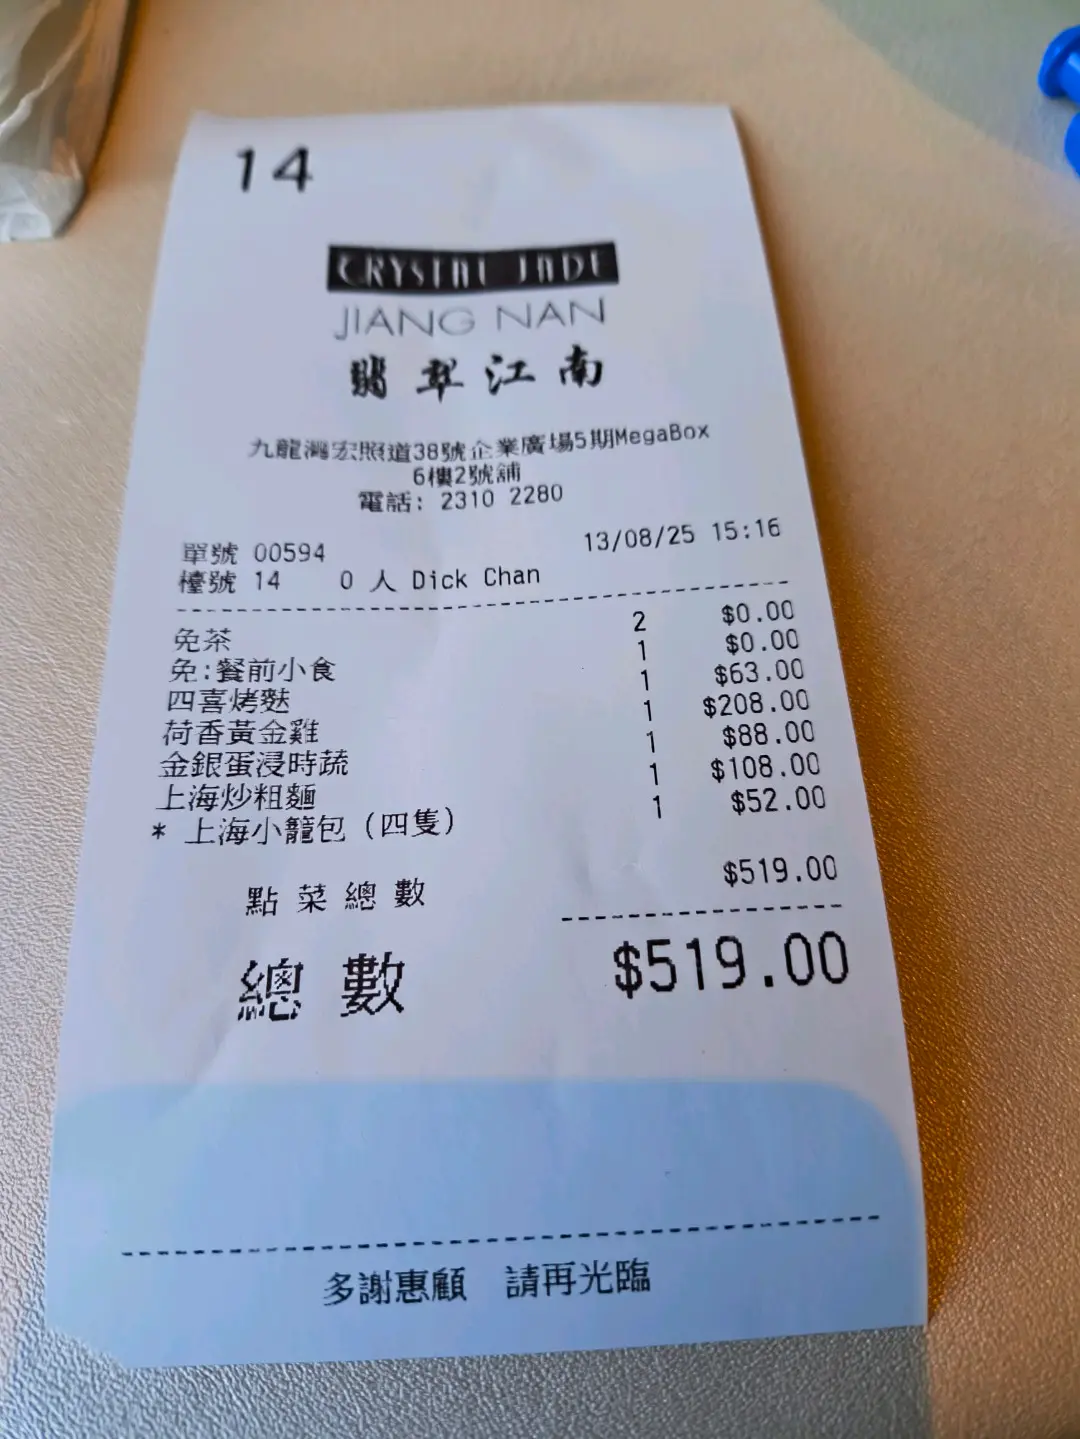 14
CRYSTAL JADE
JIANG NAN
翡翠江南
九龍灣宏照道38號企業廣場5期MegaBox
6樓2號舖
電話: 2310 2280
單號 00594 13/08/25 15:16
檯號 14 0 人 Dick Chan
免茶 2 $0.00
免:餐前小食 1 $0.00
四喜烤麩 1 $63.00
荷香黃金雞 1 $208.00
金銀蛋浸時蔬 1 $88.00
上海炒粗麵 1 $108.00
* 上海小籠包 (四隻) 1 $52.00
點菜總數 $519.00
總數 $519.00
多謝惠顧 請再光臨